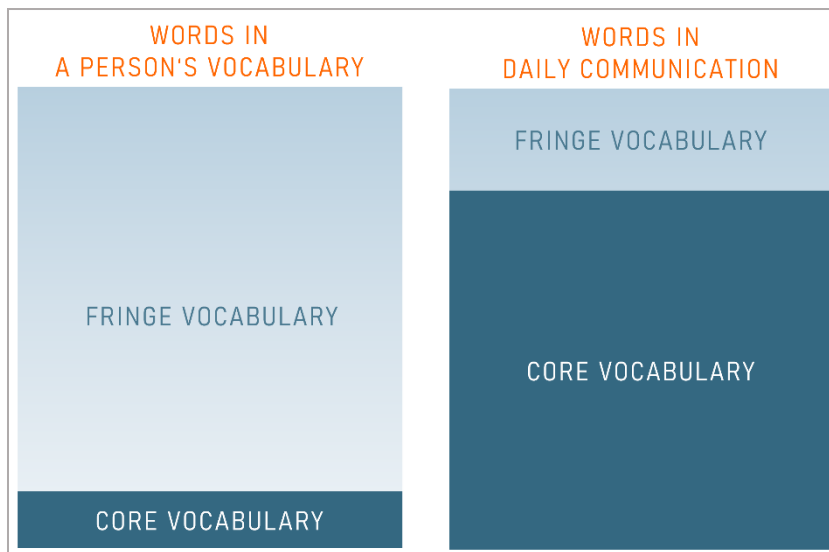 WORDS IN
A PERSON'S VOCABULARY
FRINGE VOCABULARY
CORE VOCABULARY
WORDS IN
DAILY COMMUNICATION
FRINGE VOCABULARY
CORE VOCABULARY